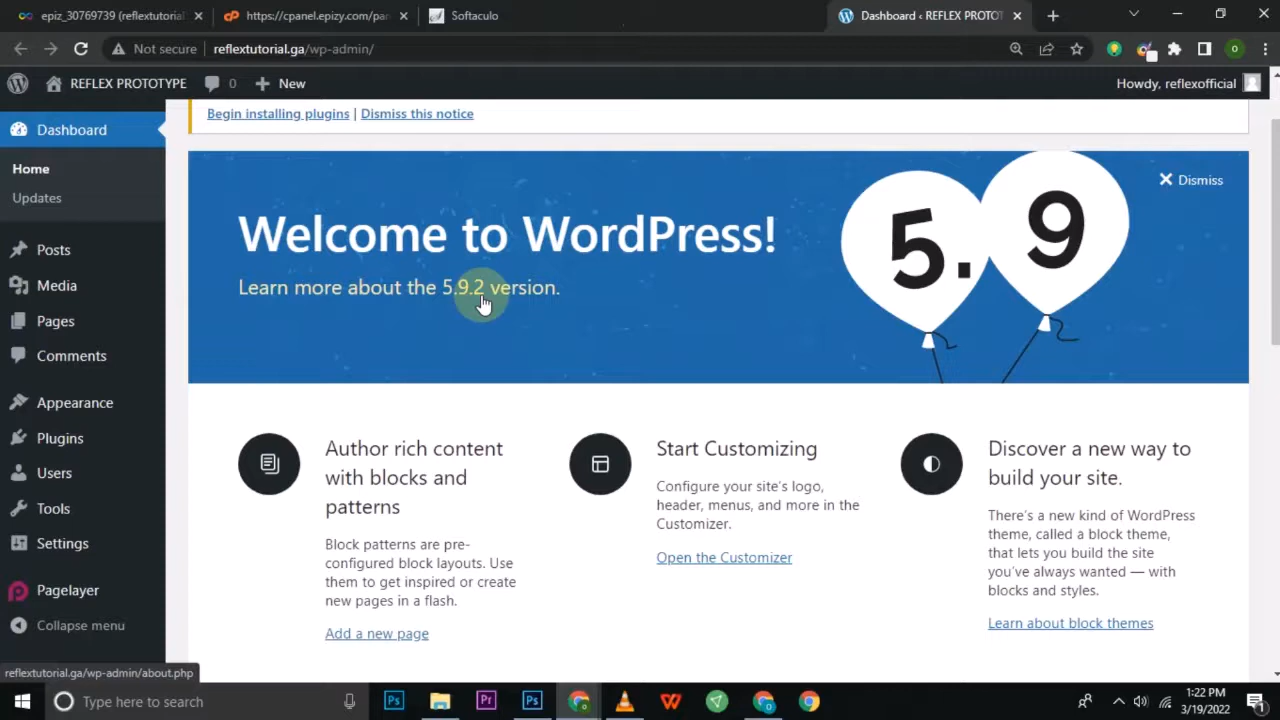 epiz_30769739 (reflextutorial
https://cpanel.epizy.com/pan
Softaculo
Dashboard ‹ REFLEX PROTOT
Not secure reflextutorial.ga/wp-admin/
REFLEX PROTOTYPE 0 New Howdy, reflexofficial
Dashboard
Home
Updates
Posts
Media
Pages
Comments
Appearance
Plugins
Users
Tools
Settings
Pagelayer
Collapse menu
Begin installing plugins | Dismiss this notice
Dismiss
Welcome to WordPress!
Learn more about the 5.9.2 version.
5.9
Author rich content
with blocks and
patterns
Block patterns are pre-
configured block layouts. Use
them to get inspired or create
new pages in a flash.
Add a new page
Start Customizing
Configure your site's logo,
header, menus, and more in the
Customizer.
Open the Customizer
Discover a new way to
build your site.
There's a new kind of WordPress
theme, called a block theme,
that lets you build the site
you've always wanted — with
blocks and styles.
Learn about block themes
reflextutorial.ga/wp-admin/about.php
Type here to search
Ps
Pr
Ps
1:22 PM
3/19/2022